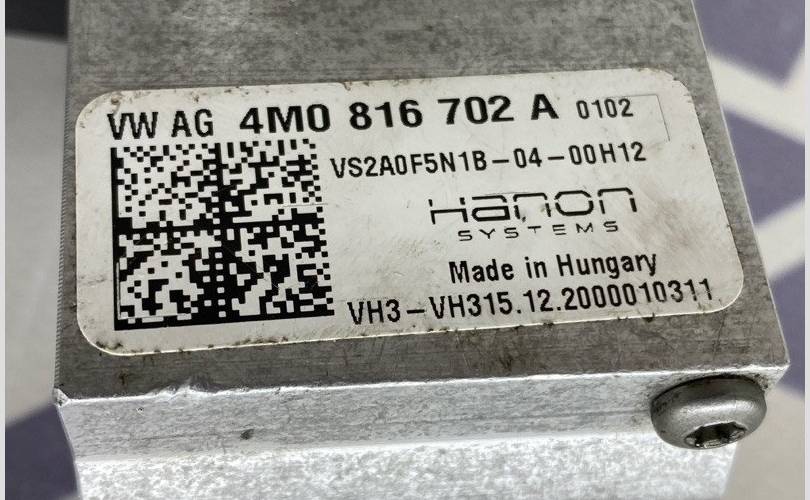 VW AG 4M0 816 702 A 0102
VS2A0F5N1B-04-00H12
Hanon
SYSTEMS
Made in Hungary
VH3-VH315.12.2000010311